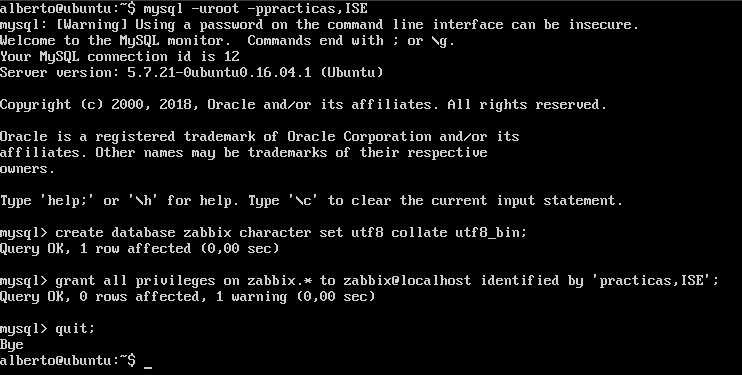 alberto@ubuntu:~$ mysql -uroot -ppracticas,ISE
mysql: [Warning] Using a password on the command line interface can be insecure.
Welcome to the MySQL monitor.  Commands end with ; or \g.
Your MySQL connection id is 12
Server version: 5.7.21-0ubuntu0.16.04.1 (Ubuntu)
Copyright (c) 2000, 2018, Oracle and/or its affiliates. All rights reserved.
Oracle is a registered trademark of Oracle Corporation and/or its
affiliates. Other names may be trademarks of their respective
owners.
Type 'help;' or '\h' for help. Type '\c' to clear the current input statement.
mysql> create database zabbix character set utf8 collate utf8_bin;
Query OK, 1 row affected (0,00 sec)
mysql> grant all privileges on zabbix.* to zabbix@localhost identified by 'practicas,ISE';
Query OK, 0 rows affected, 1 warning (0,00 sec)
mysql> quit;
Bye
alberto@ubuntu:~$ _